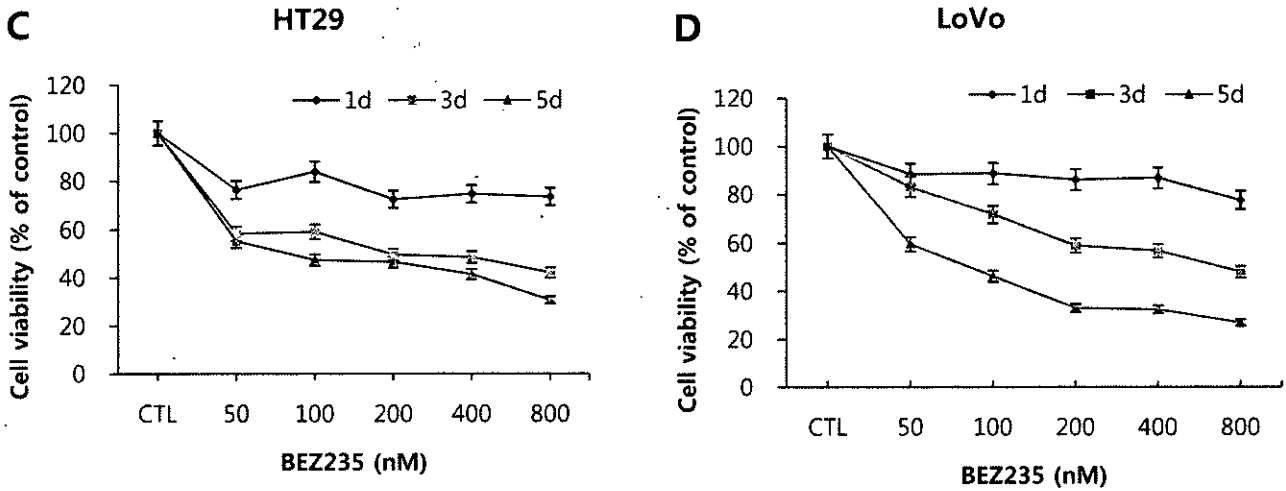 C
HT29
1d 3d 5d
Cell viability (% of control)
120
100
80
60
40
20
0
CTL 50 100 200 400 800
BEZ235 (nM)
D
LoVo
1d 3d 5d
Cell viability (% of control)
120
100
80
60
40
20
0
CTL 50 100 200 400 800
BEZ235 (nM)